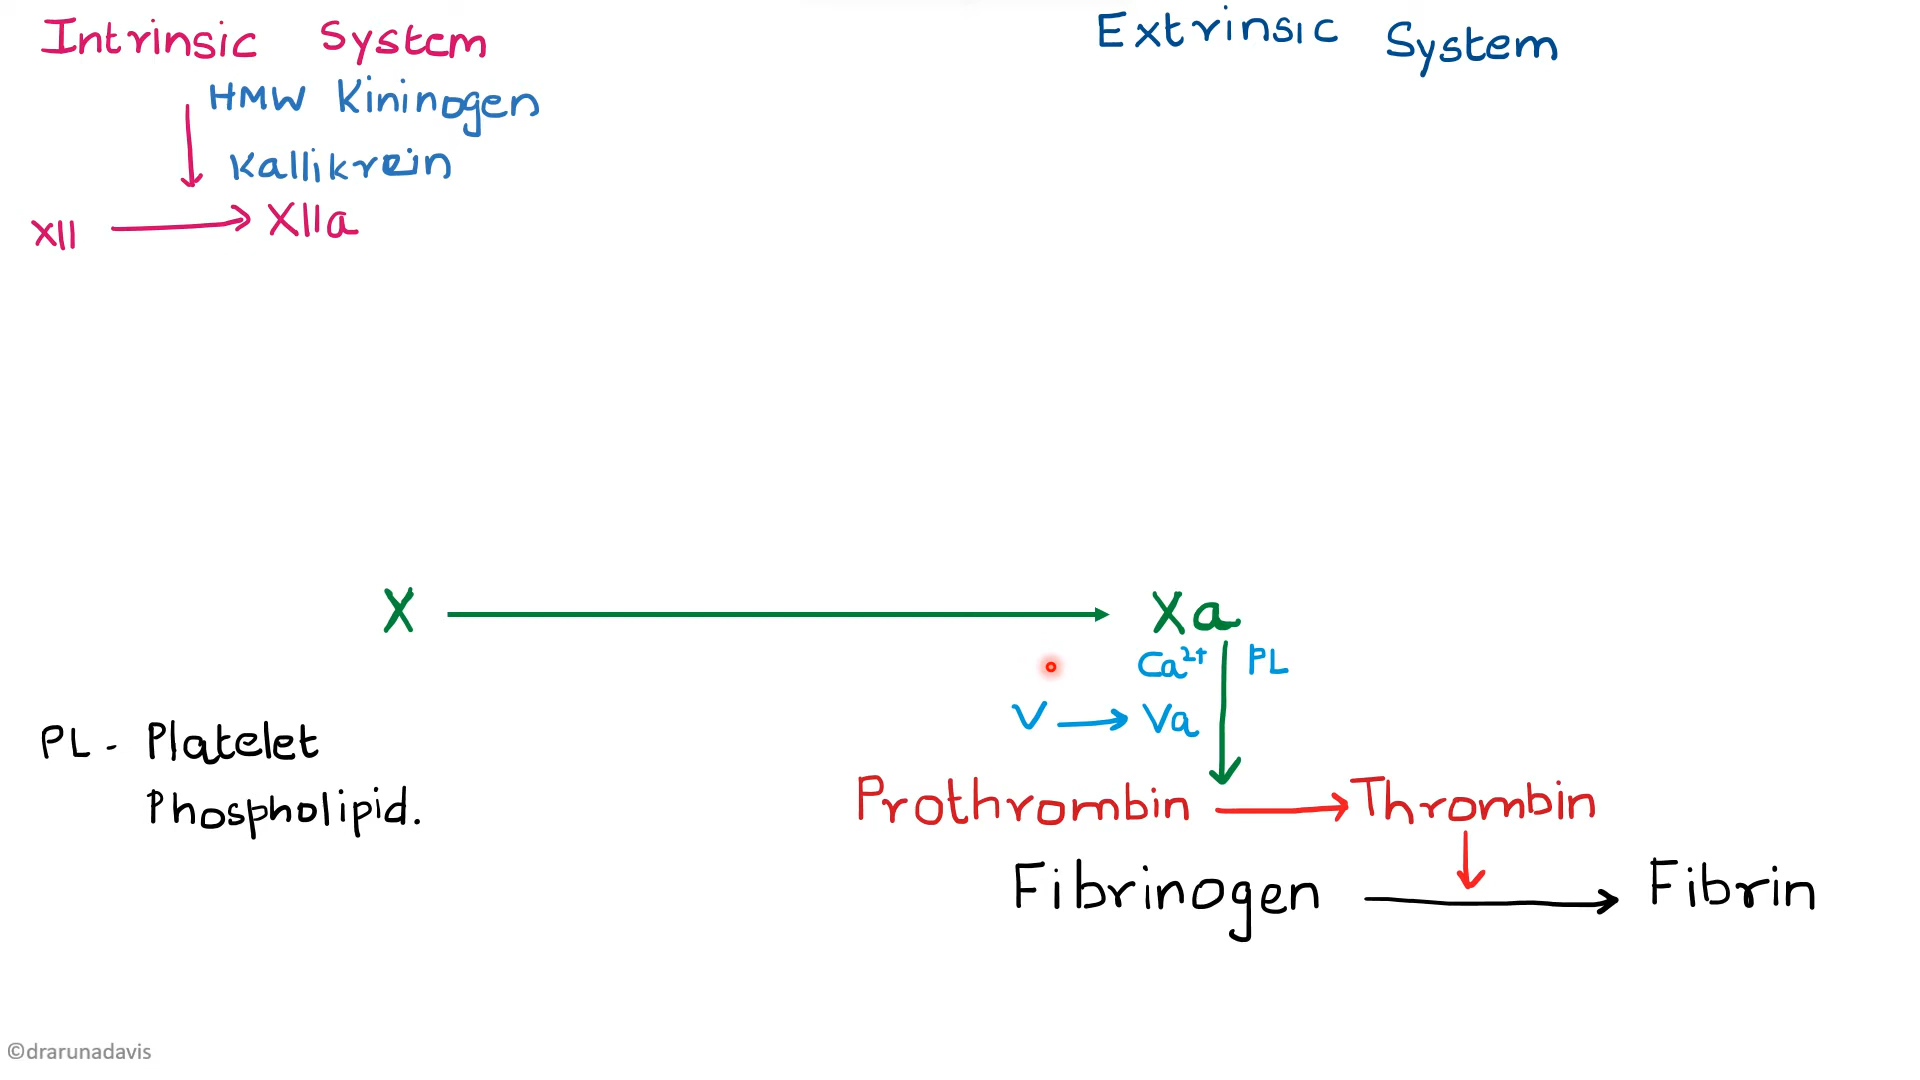 Intrinsic System
Extrinsic System
HMW Kininogen
Kallikrein
XII → XIIa
X → Xa
Ca²⁺ PL
V → Va
PL - Platelet
Phospholipid.
Prothrombin → Thrombin
Fibrinogen → Fibrin
©drarunadavis